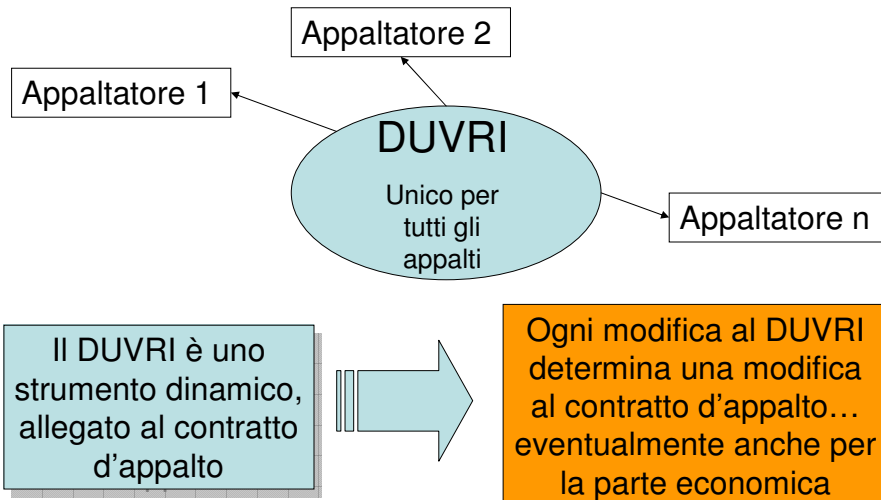 Appaltatore 2
Appaltatore 1
DUVRI
Unico per
tutti gli
appalti
Appaltatore n
Il DUVRI è uno
strumento dinamico,
allegato al contratto
d'appalto
Ogni modifica al DUVRI
determina una modifica
al contratto d'appalto…
eventualmente anche per
la parte economica